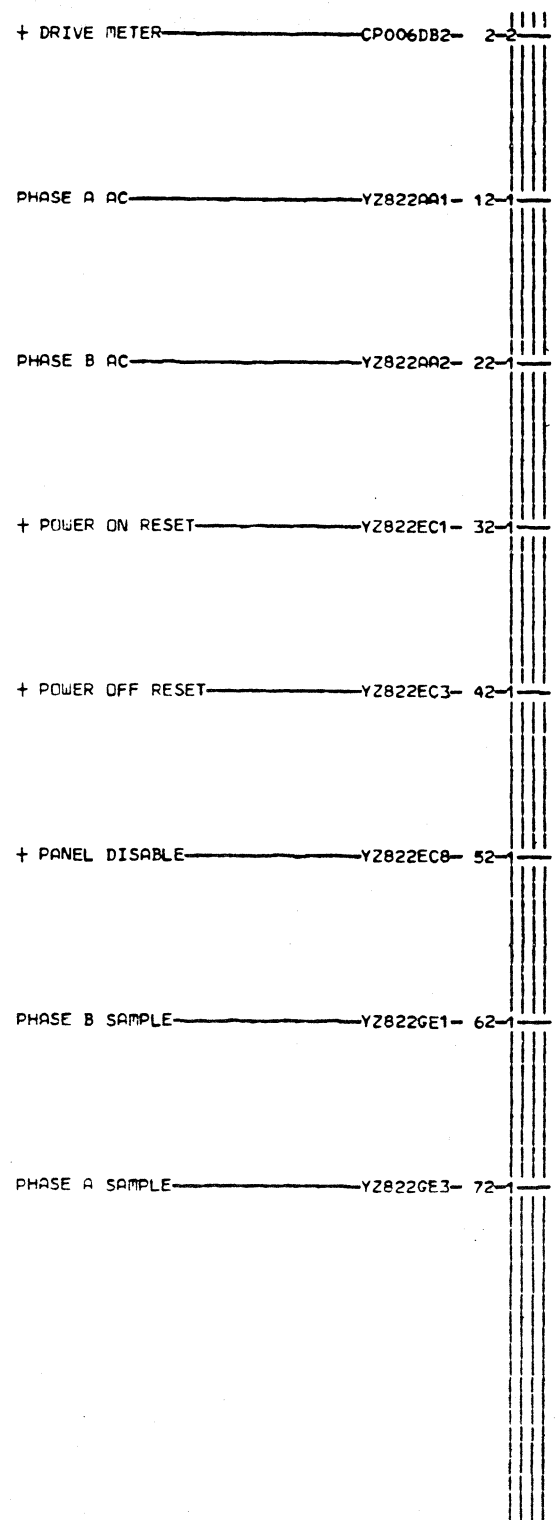 + DRIVE METER CP006DB2- 2-2
PHASE A AC YZ822AA1- 12-1
PHASE B AC YZ822AA2- 22-1
+ POWER ON RESET YZ822EC1- 32-1
+ POWER OFF RESET YZ822EC3- 42-1
+ PANEL DISABLE YZ822EC8- 52-1
PHASE B SAMPLE YZ822GE1- 62-1
PHASE A SAMPLE YZ822GE3- 72-1